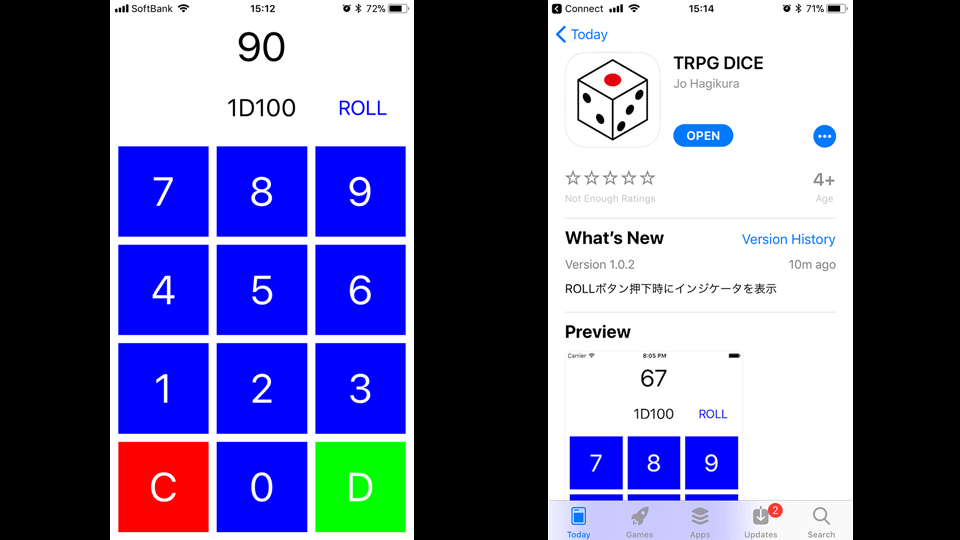 SoftBank 15:12 72%
90
1D100 ROLL
7 8 9
4 5 6
1 2 3
C 0 D
Connect 15:14 71%
Today
TRPG DICE
Jo Hagikura
OPEN
4+
Not Enough Ratings Age
What's New Version History
Version 1.0.2 10m ago
ROLLボタン押下時にインジケータを表示
Preview
Carrier 8:05 PM
67
1D100 ROLL
7 8 9
2
Today Games Apps Updates Search